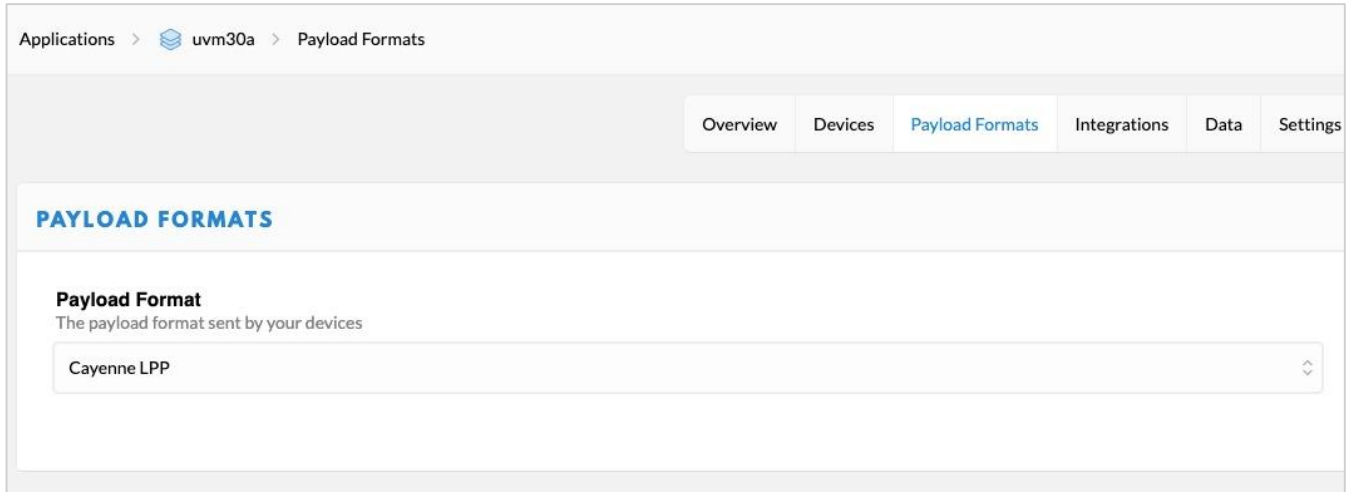 Applications > uvm30a > Payload Formats
Overview Devices Payload Formats Integrations Data Settings
PAYLOAD FORMATS
Payload Format
The payload format sent by your devices
Cayenne LPP